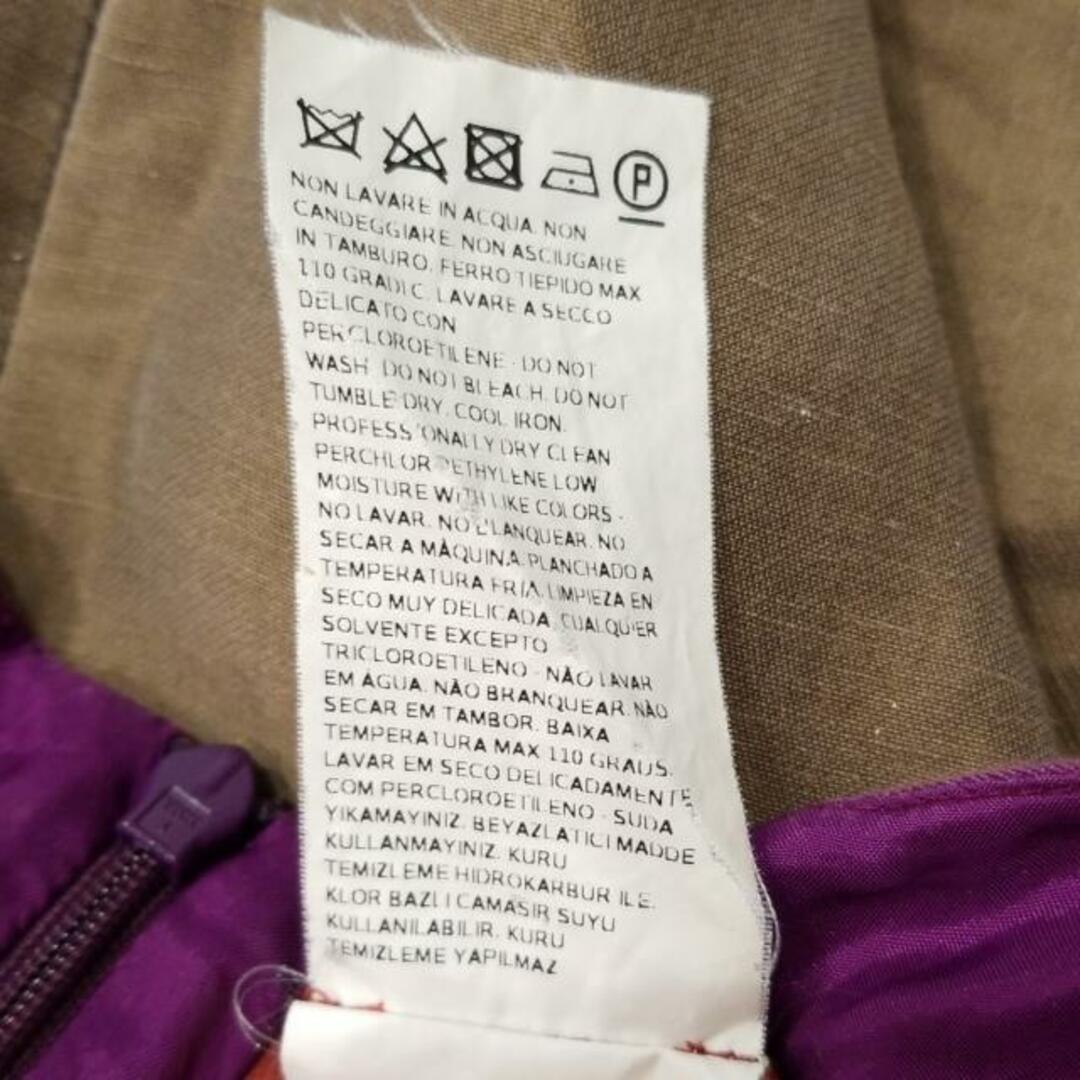 P
NON LAVARE IN ACQUA. NON
CANDEGGIARE. NON ASCIUGARE
IN TAMBURO. FERRO TIEPIDO MAX
110 GRADI C. LAVARE A SECCO
DELICATO CON
PERCLOROETILENE - DO NOT
WASH. DO NOT BLEACH. DO NOT
TUMBLE DRY. COOL IRON.
PROFESSIONALLY DRY CLEAN
PERCHLOROETHYLENE LOW
MOISTURE WITH LIKE COLORS -
NO LAVAR. NO BLANQUEAR. NO
SECAR A MÀQUINA. PLANCHADO A
TEMPERATURA FRIA. LIMPIEZA EN
SECO MUY DELICADA. CUALQUIER
SOLVENTE EXCEPTO
TRICLOROETILENO - NÃO LAVAR
EM ÁGUA. NÃO BRANQUEAR. NÃO
SECAR EM TAMBOR. BAIXA
TEMPERATURA MAX 110 GRAUS.
LAVAR EM SECO DELICADAMENTE
COM PERCLOROETILENO - SUDA
YIKAMAYINIZ. BEYAZLATICI MADDE
KULLANMAYINIZ. KURU
TEMIZLEME HIDROKARBUR ILE.
KLOR BAZLI CAMASIR SUYU
KULLANILABILIR. KURU
TEMIZLEME YAPILMAZ